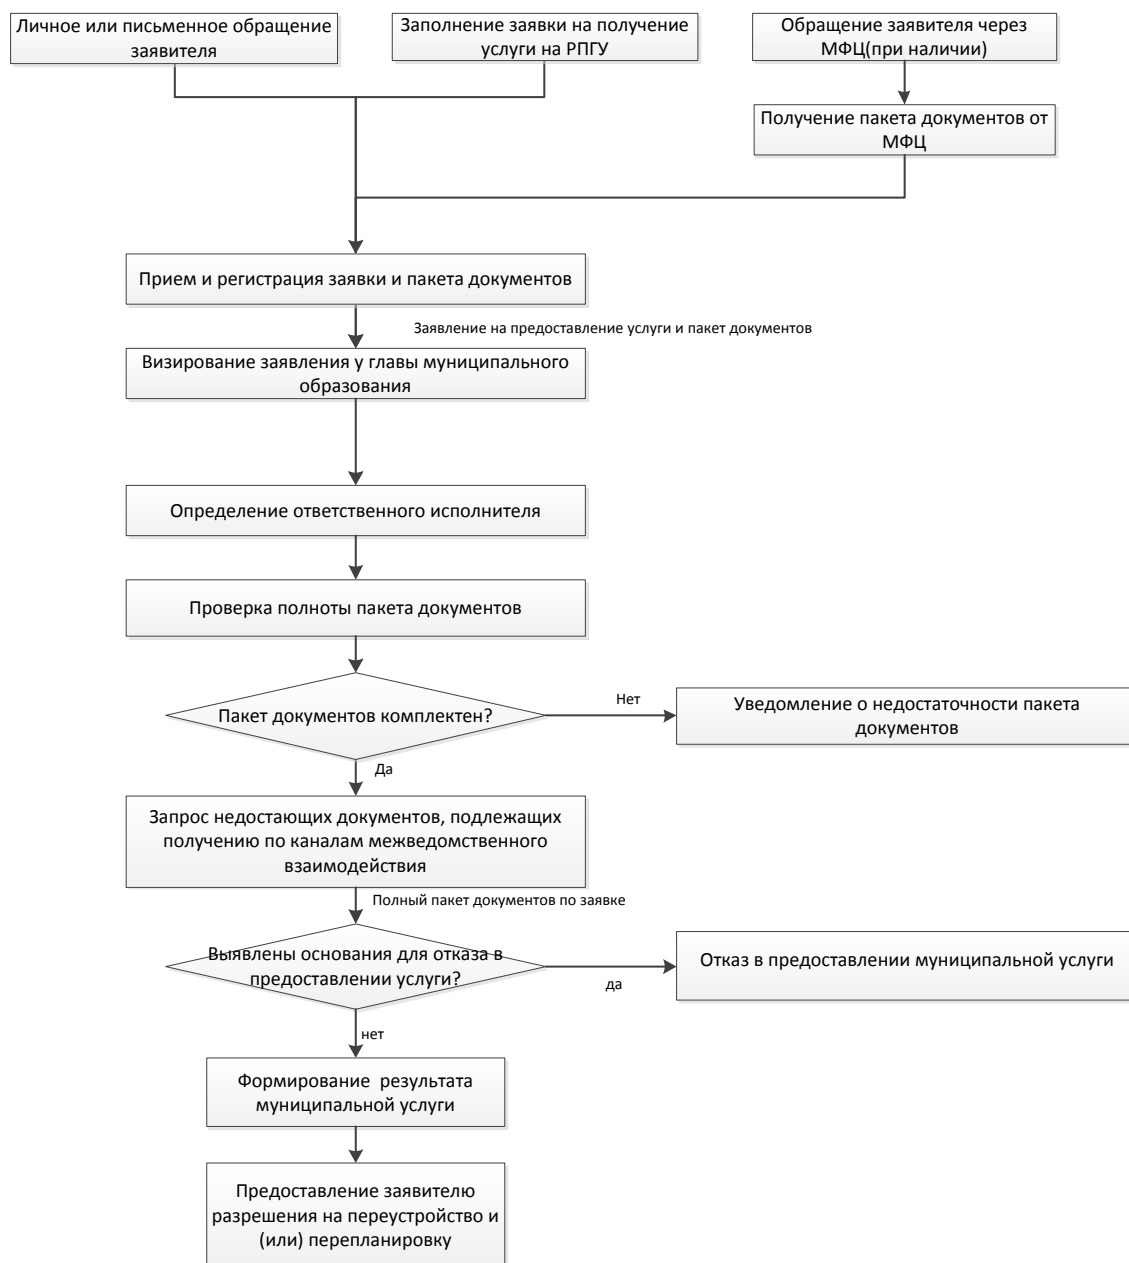 Личное или письменное обращение
заявителя
Заполнение заявки на получение
услуги на РПГУ
Обращение заявителя через
МФЦ(при наличии)
Получение пакета документов от
МФЦ
Прием и регистрация заявки и пакета документов
Заявление на предоставление услуги и пакет документов
Визирование заявления у главы муниципального
образования
Определение ответственного исполнителя
Проверка полноты пакета документов
Пакет документов комплектен?
Нет
Уведомление о недостаточности пакета
документов
Да
Запрос недостающих документов, подлежащих
получению по каналам межведомственного
взаимодействия
Полный пакет документов по заявке
Выявлены основания для отказа в
предоставлении услуги?
да
Отказ в предоставлении муниципальной услуги
нет
Формирование результата
муниципальной услуги
Предоставление заявителю
разрешения на переустройство и
(или) перепланировку